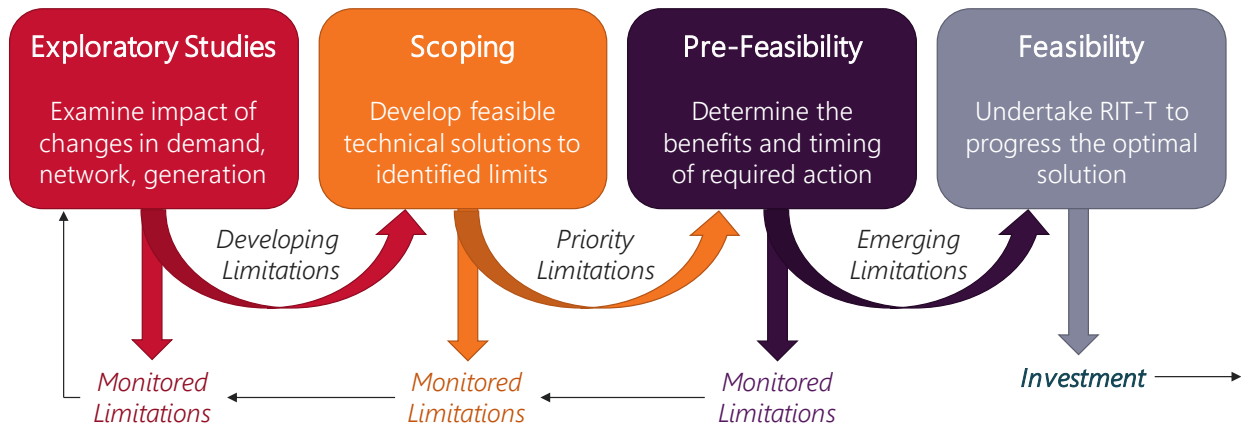 Exploratory Studies
Examine impact of
changes in demand,
network, generation
Scoping
Develop feasible
technical solutions to
identified limits
Pre-Feasibility
Determine the
benefits and timing
of required action
Feasibility
Undertake RIT-T to
progress the optimal
solution
Developing
Limitations
Priority
Limitations
Emerging
Limitations
Monitored
Limitations
Monitored
Limitations
Monitored
Limitations
Investment